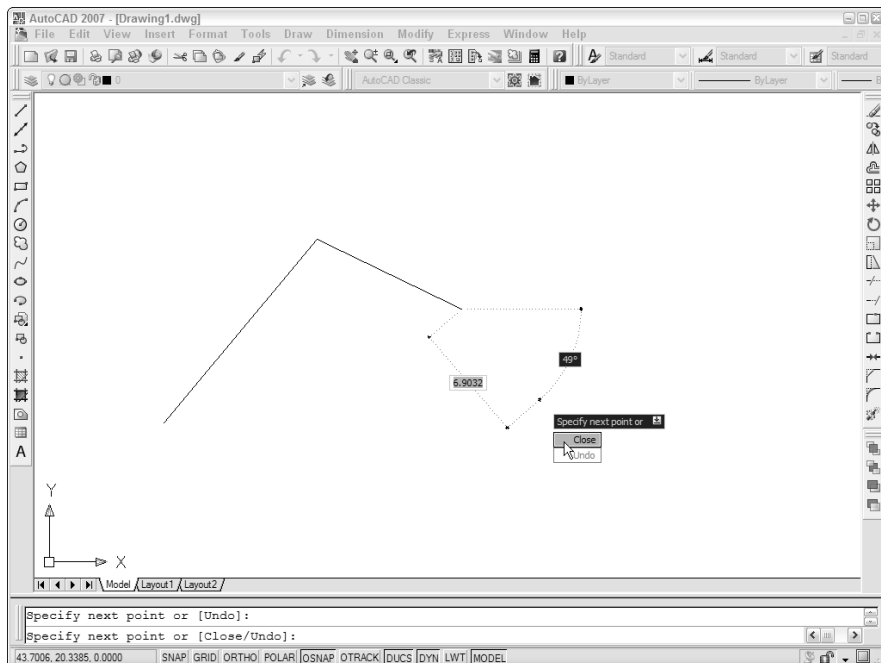 AutoCAD 2007 - [Drawing1.dwg]
File Edit View Insert Format Tools Draw Dimension Modify Express Window Help
Standard Standard Standard
0 AutoCAD Classic ByLayer ByLayer
A
49°
6.9032
Specify next point or
Close
Undo
Y
X
Model Layout1 Layout2
Specify next point or [Undo]:
Specify next point or [Close/Undo]:
43.7006, 20.3385, 0.0000 SNAP GRID ORTHO POLAR OSNAP OTRACK DUCS DYN LWT MODEL